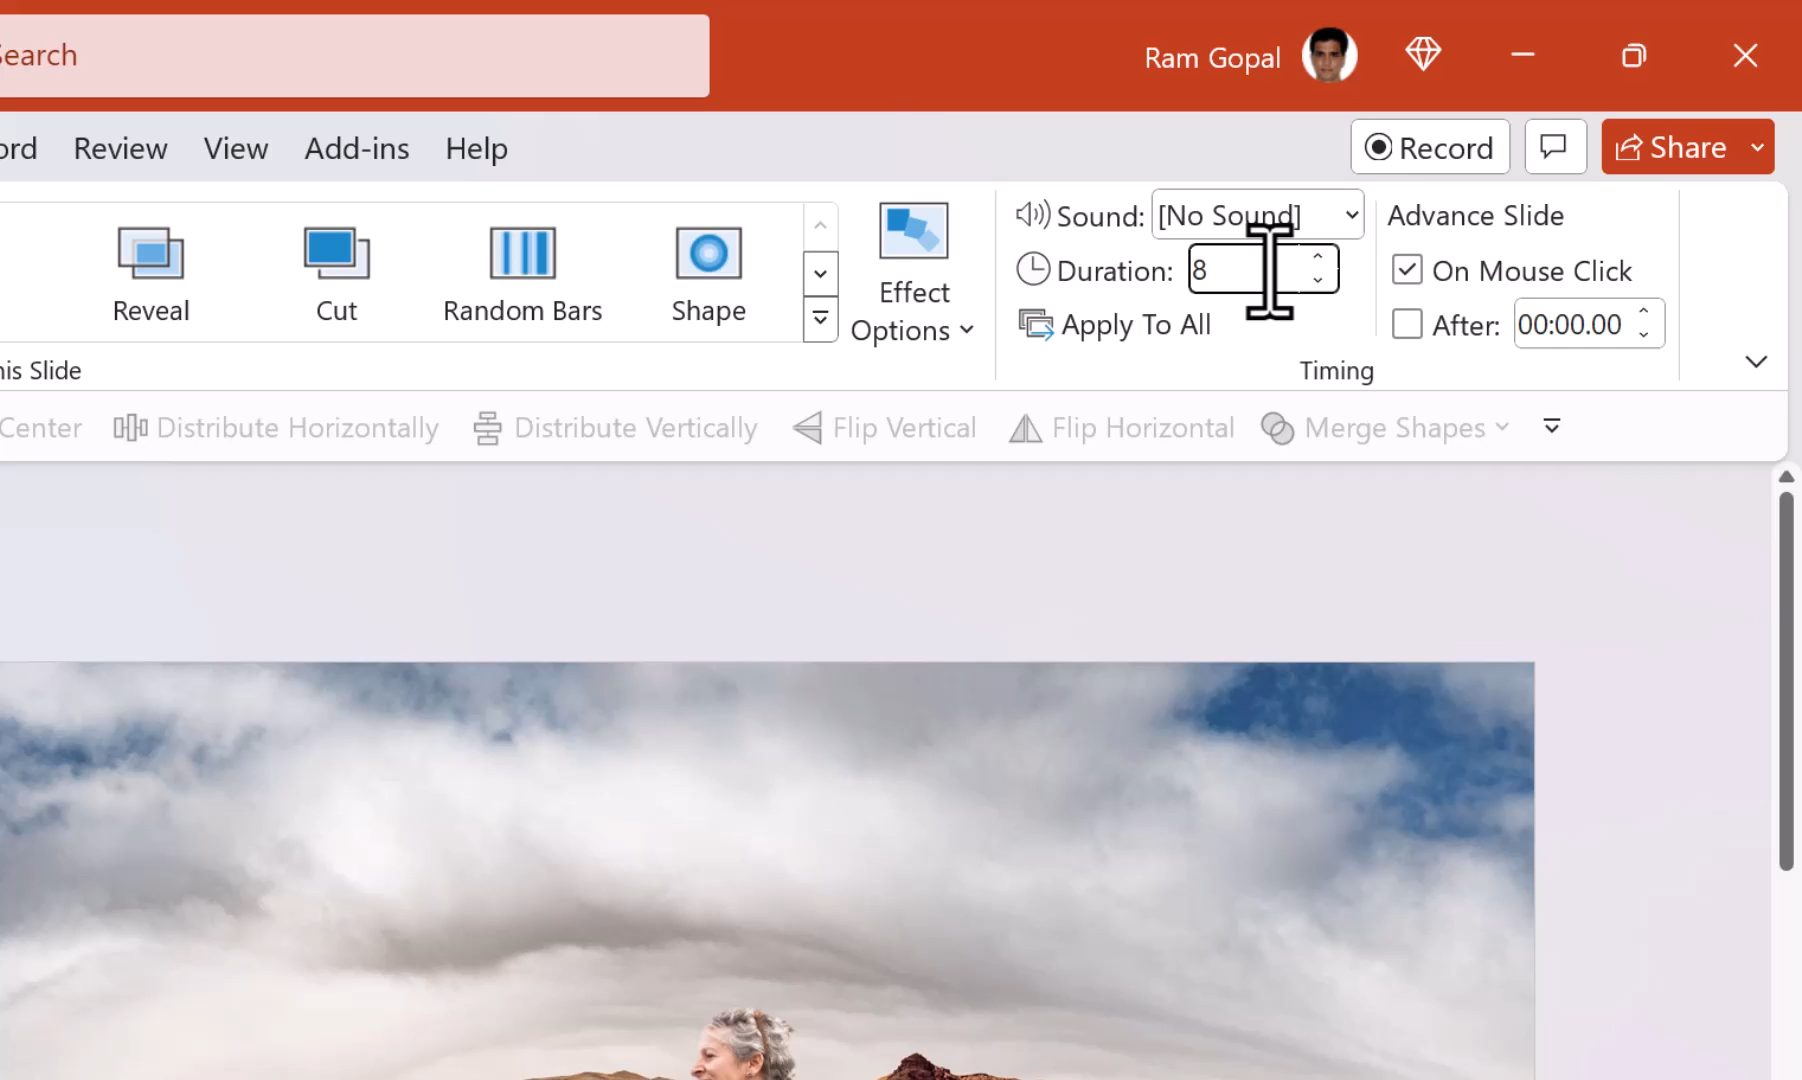 Search
Ram Gopal
ord Review View Add-ins Help Record Share
Reveal Cut Random Bars Shape
Effect
Options
Sound: [No Sound]
Duration: 8
Apply To All
Advance Slide
On Mouse Click
After: 00:00.00
his Slide
Timing
Center Distribute Horizontally Distribute Vertically Flip Vertical Flip Horizontal Merge Shapes